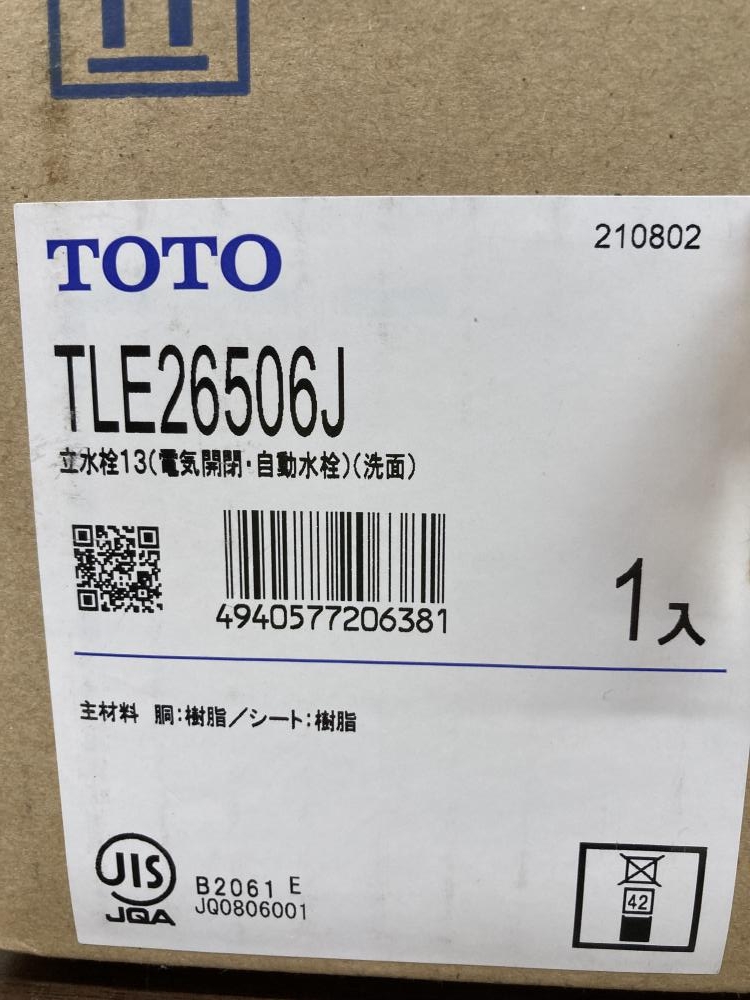 TOTO
210802
TLE26506J
立水栓13(電気開閉・自動水栓)(洗面)
4940577206381
1入
主材料 胴:樹脂/シート:樹脂
JIS
JQA
B2061 E
JQ0806001
42